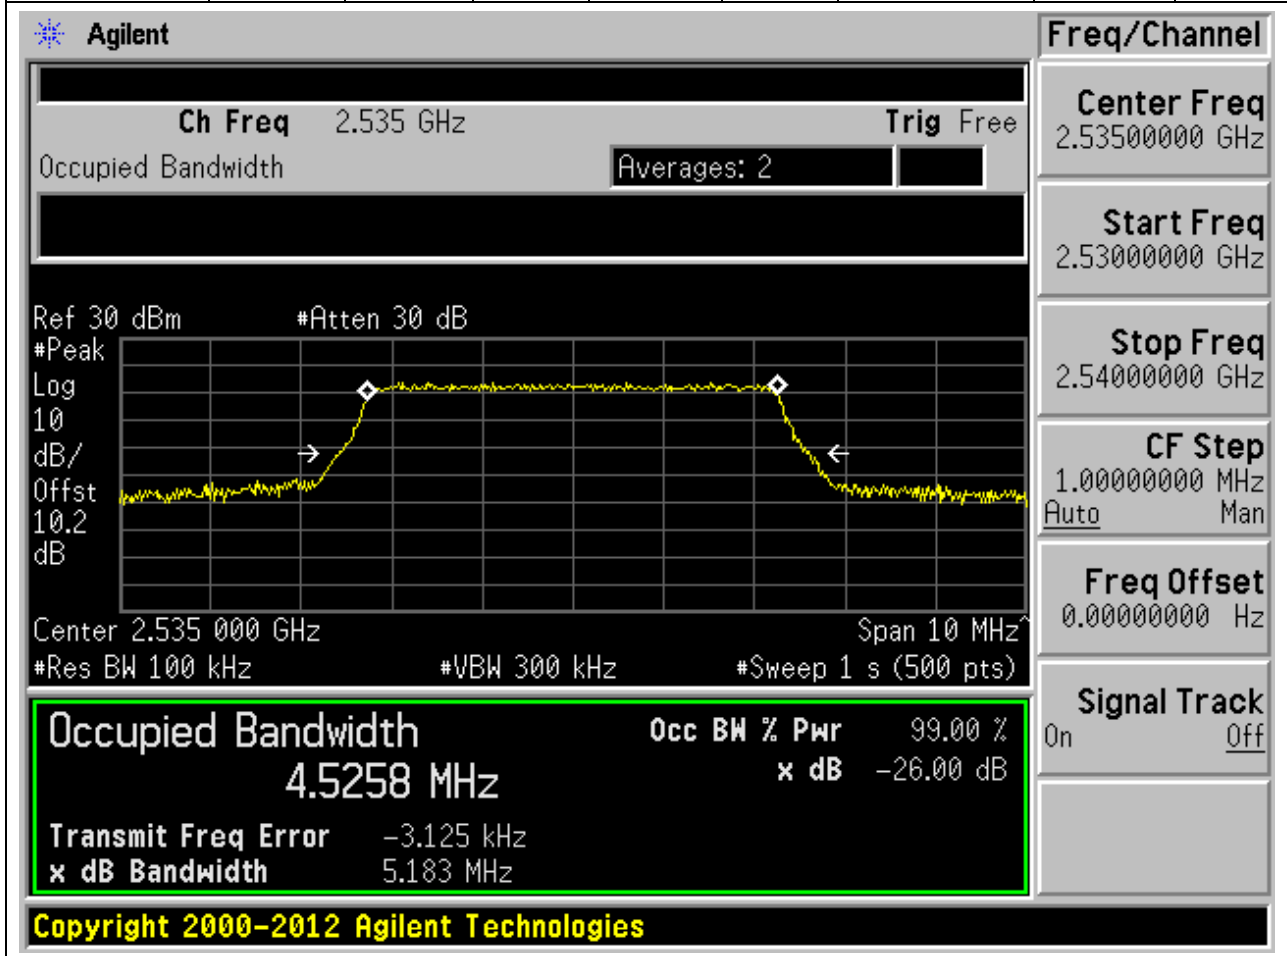 Agilent
Freq/Channel
Ch Freq 2.535 GHz Trig Free
Occupied Bandwidth Averages: 2
Center Freq
2.53500000 GHz
Start Freq
2.53000000 GHz
Stop Freq
2.54000000 GHz
CF Step
1.00000000 MHz
Auto Man
Freq Offset
0.00000000 Hz
Signal Track
On Off
Ref 30 dBm #Atten 30 dB
#Peak
Log
10
dB/
Offst
10.2
dB
Center 2.535 000 GHz Span 10 MHz^
#Res BW 100 kHz #VBW 300 kHz #Sweep 1 s (500 pts)
Occupied Bandwidth
4.5258 MHz
Occ BW % Pwr 99.00 %
x dB -26.00 dB
Transmit Freq Error -3.125 kHz
x dB Bandwidth 5.183 MHz
Copyright 2000-2012 Agilent Technologies